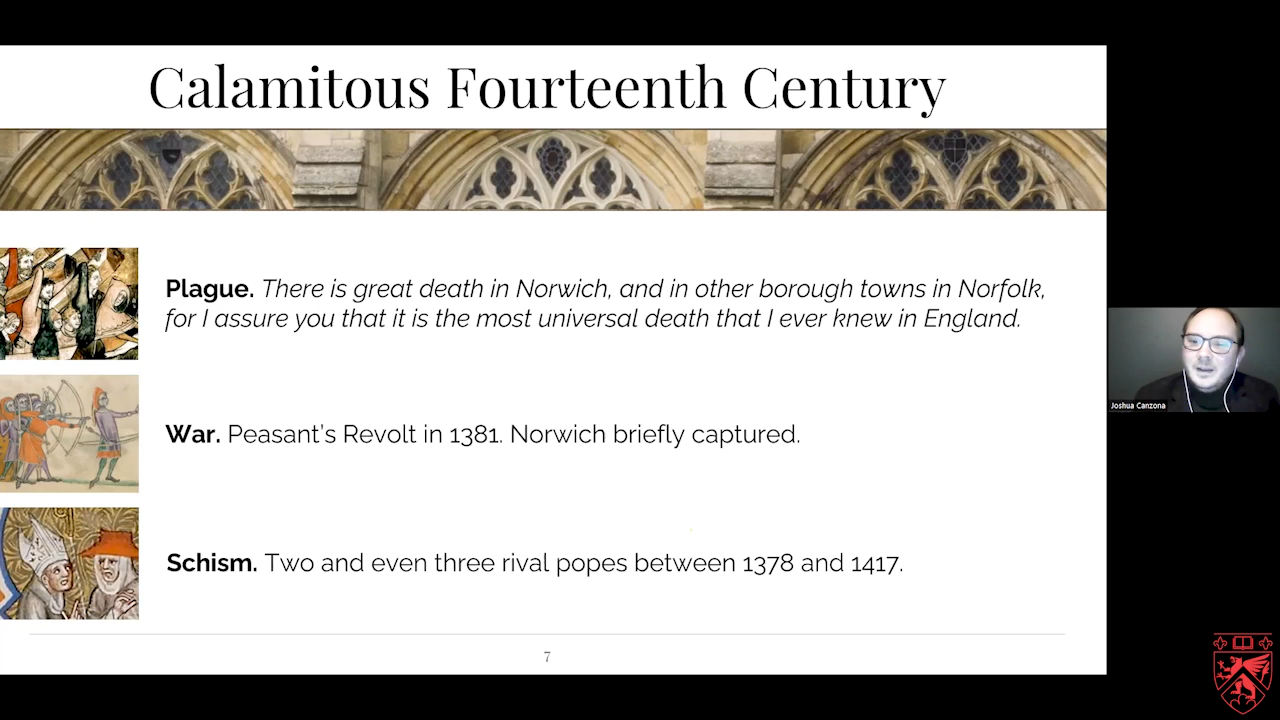 Calamitous Fourteenth Century
Plague. There is great death in Norwich, and in other borough towns in Norfolk,
for I assure you that it is the most universal death that I ever knew in England.
War. Peasant's Revolt in 1381. Norwich briefly captured.
Joshua Canzona
Schism. Two and even three rival popes between 1378 and 1417.
7